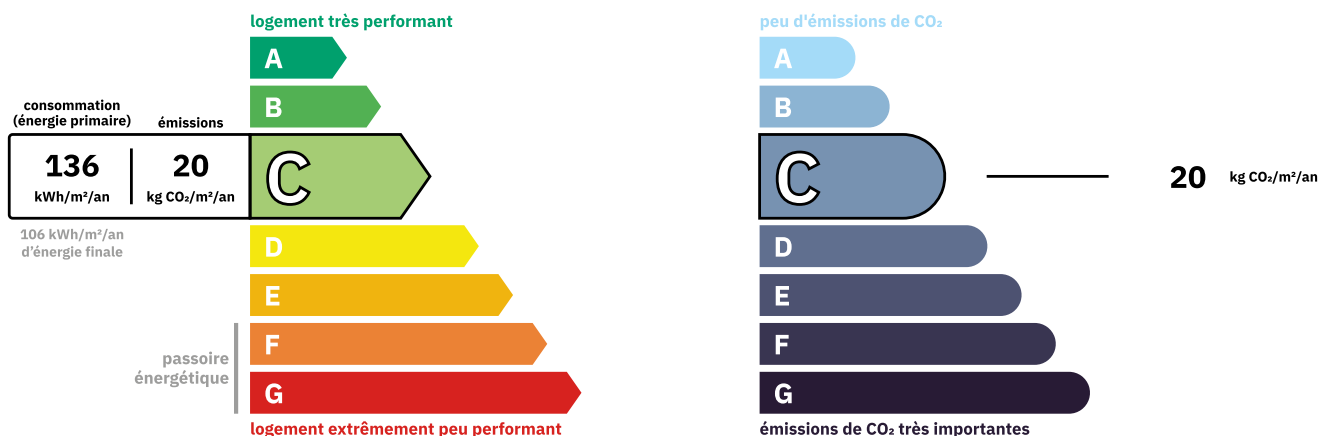 logement très performant
A
B
consommation
(énergie primaire)
émissions
136
kWh/m²/an
20
kg CO₂/m²/an
C
106 kWh/m²/an
d'énergie finale
D
E
F
passoire
énergétique
G
logement extrêmement peu performant
peu d'émissions de CO₂
A
B
C
20 kg CO₂/m²/an
D
E
F
G
émissions de CO₂ très importantes